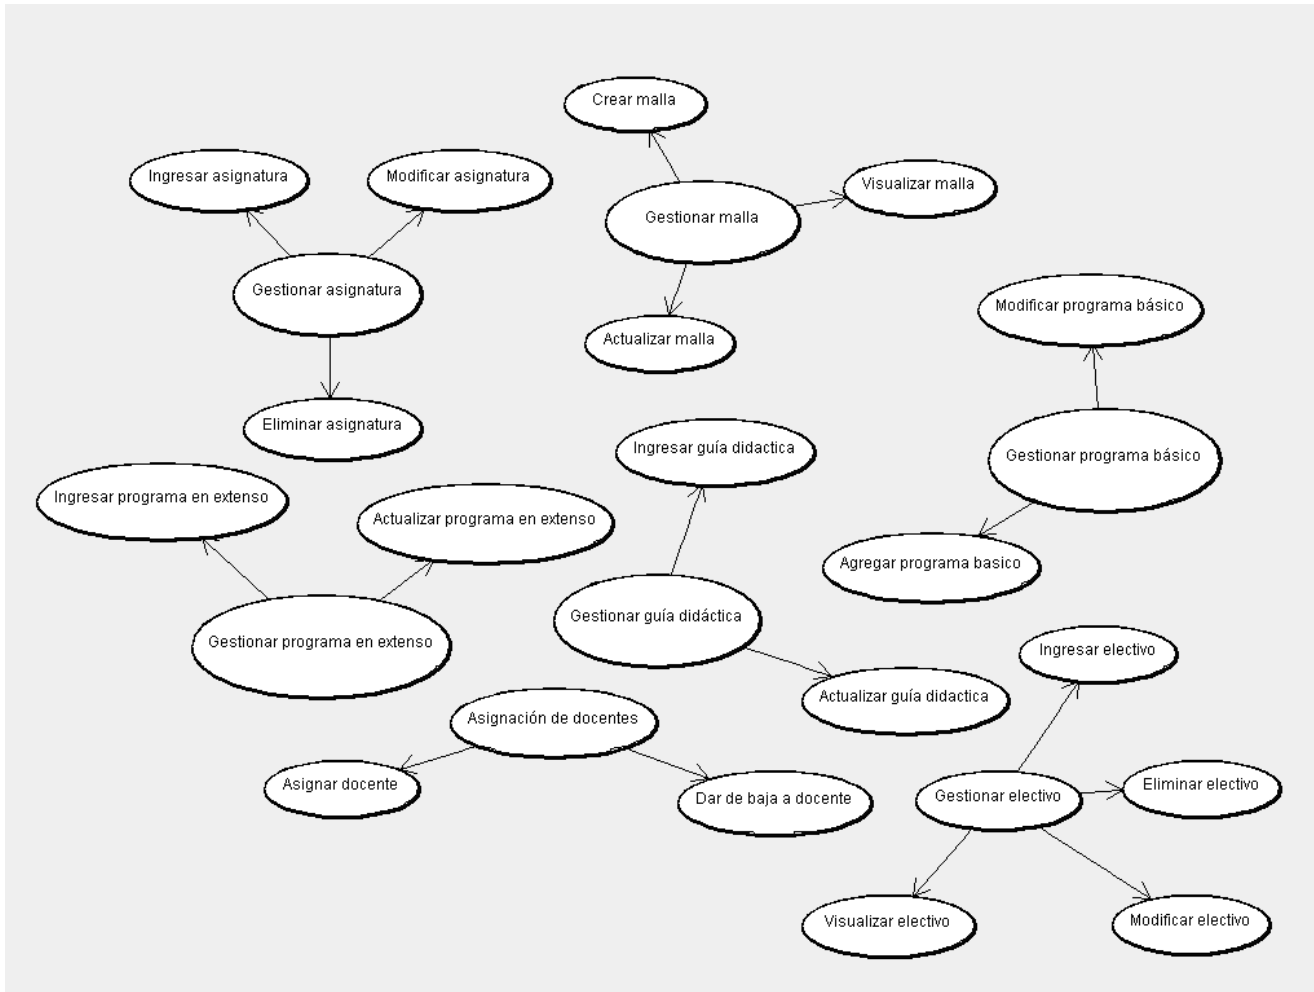 Crear malla
Ingresar asignatura
Modificar asignatura
Visualizar malla
Gestionar malla
Gestionar asignatura
Modificar programa básico
Actualizar malla
Eliminar asignatura
Ingresar guía didactica
Gestionar programa básico
Ingresar programa en extenso
Actualizar programa en extenso
Agregar programa basico
Gestionar guía didáctica
Gestionar programa en extenso
Ingresar electivo
Actualizar guía didactica
Asignación de docentes
Asignar docente
Dar de baja a docente
Gestionar electivo
Eliminar electivo
Visualizar electivo
Modificar electivo